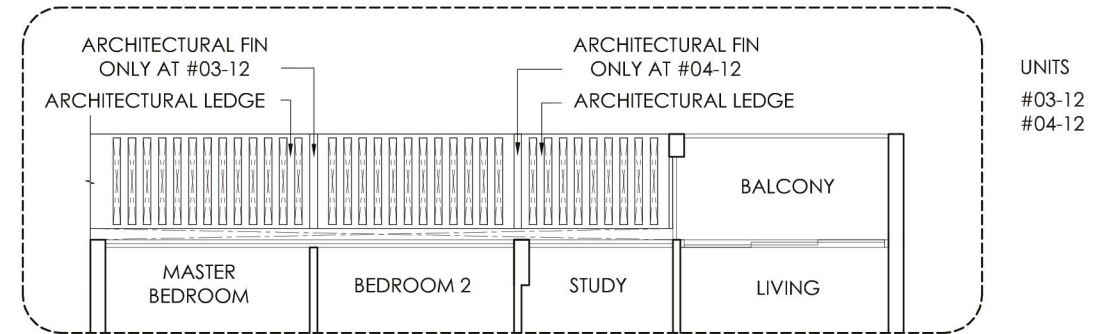 ARCHITECTURAL FIN
ONLY AT #03-12
ARCHITECTURAL LEDGE
ARCHITECTURAL FIN
ONLY AT #04-12
ARCHITECTURAL LEDGE
UNITS
#03-12
#04-12
BALCONY
MASTER
BEDROOM
BEDROOM 2
STUDY
LIVING